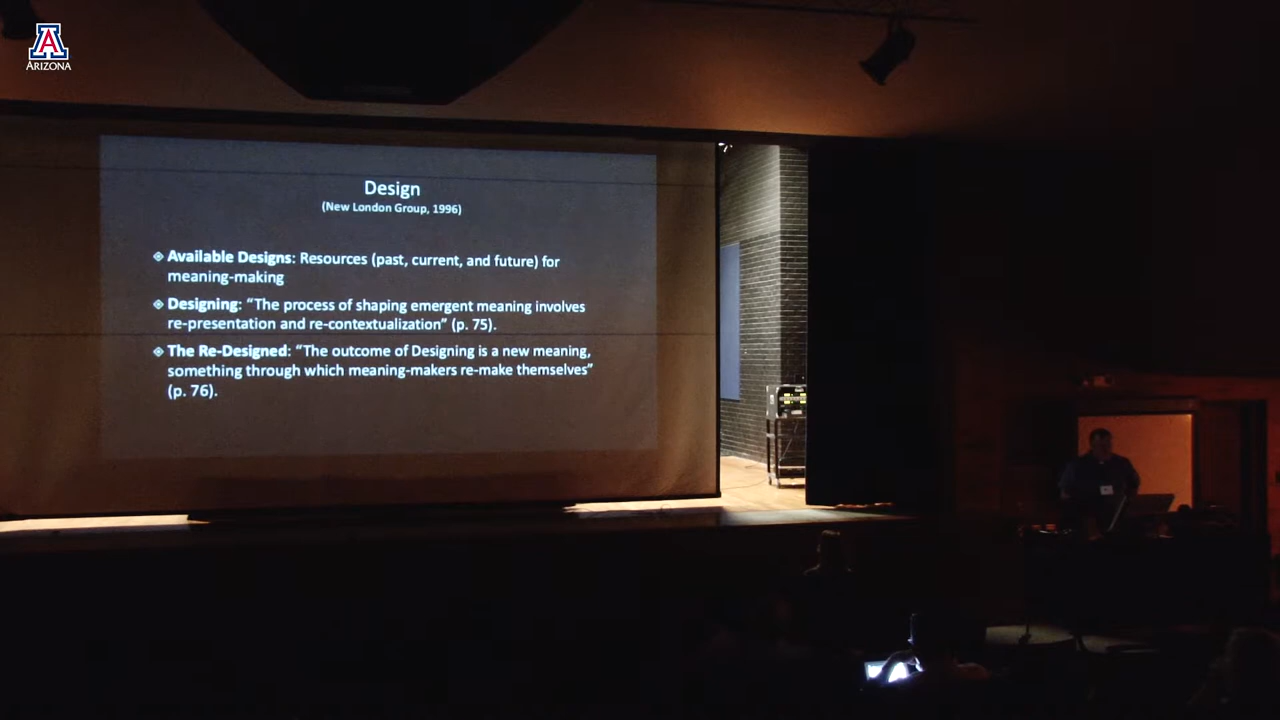 A
ARIZONA
Design
(New London Group, 1996)
Available Designs: Resources (past, current, and future) for
meaning-making
Designing: “The process of shaping emergent meaning involves
re-presentation and re-contextualization” (p. 75).
The Re-Designed: “The outcome of Designing is a new meaning,
something through which meaning-makers re-make themselves”
(p. 76).